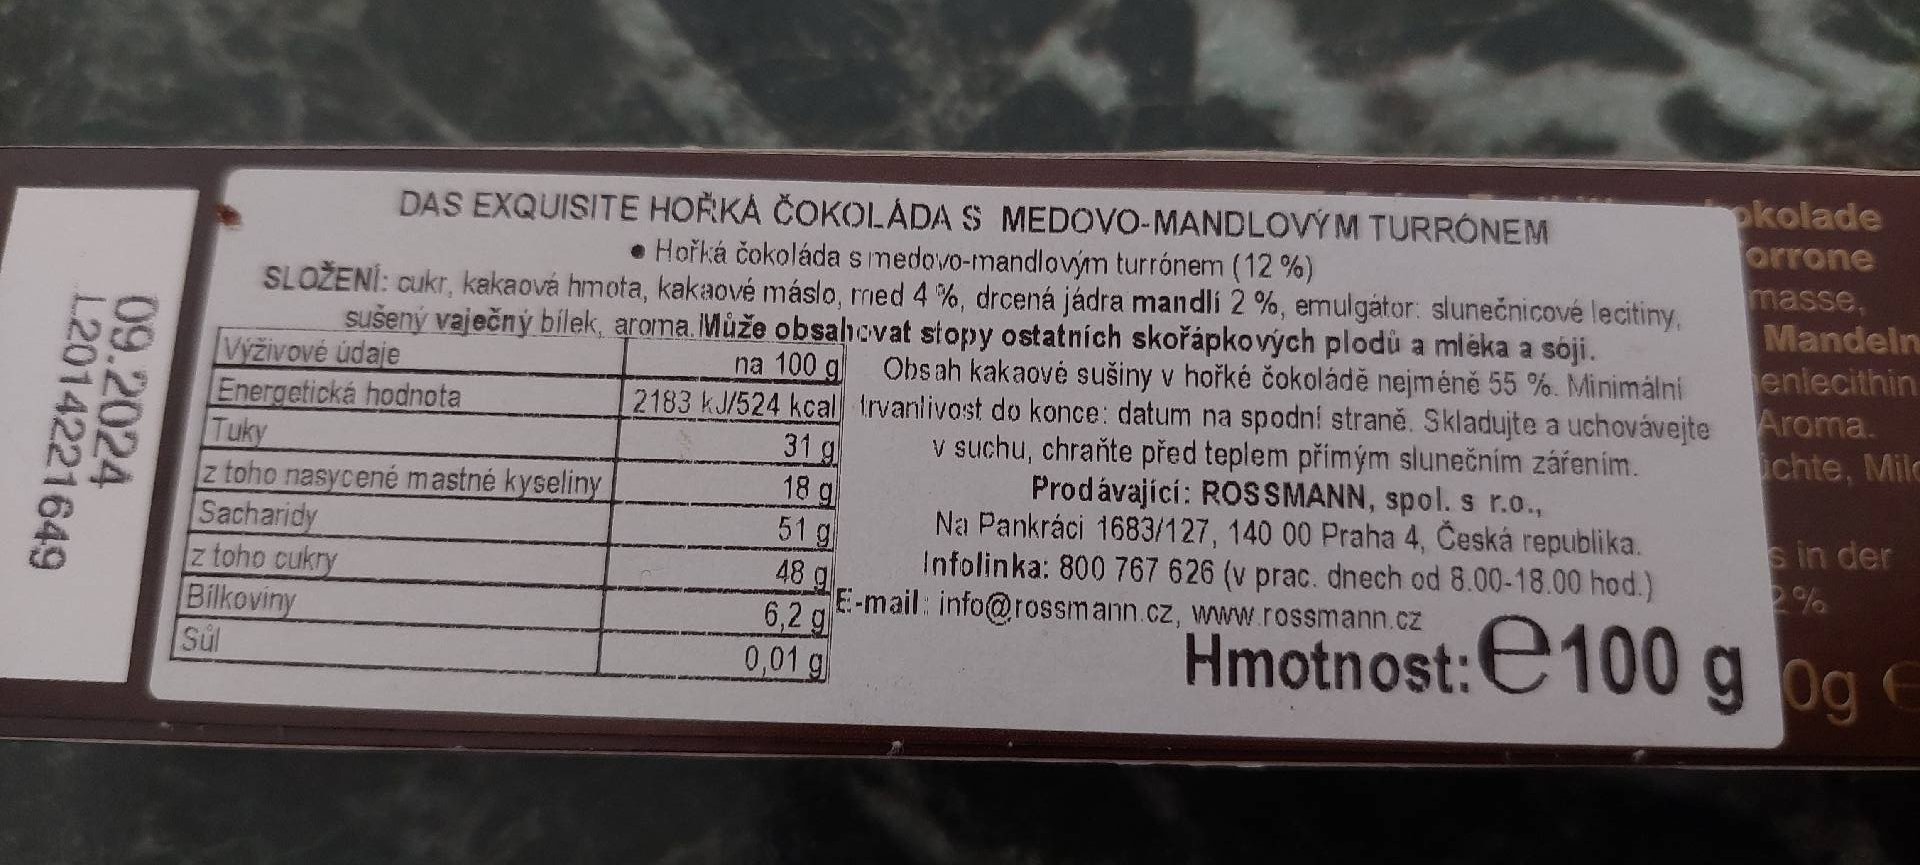 DAS EXQUISITE HOŘKÁ ČOKOLÁDA S MEDOVO-MANDLOVÝM TURRÓNEM
• Hořká čokoláda s medovo-mandlovým turrónem (12 %)
SLOŽENÍ: cukr, kakaová hmota, kakaové máslo, med 4 %, drcená jádra mandlí 2 %, emulgátor: slunečnicové lecitiny,
sušený vaječný bílek, aroma. Může obsahovat stopy ostatních skořápkových plodů a mléka a sóji.
Výživové údaje na 100 g
Energetická hodnota 2183 kJ/524 kcal
Tuky 31 g
z toho nasycené mastné kyseliny 18 g
Sacharidy 51 g
z toho cukry 48 g
Bílkoviny 6,2 g
Sůl 0,01 g
Obsah kakaové sušiny v hořké čokoládě nejméně 55 %. Minimální
trvanlivost do konce: datum na spodní straně. Skladujte a uchovávejte
v suchu, chraňte před teplem přímým slunečním zářením.
Prodávající: ROSSMANN, spol. s r.o.,
Na Pankráci 1683/127, 140 00 Praha 4, Česká republika.
Infolinka: 800 767 626 (v prac. dnech od 8.00-18.00 hod.)
E-mail: info@rossmann.cz, www.rossmann.cz
Hmotnost: e 100 g
09.2024
L2014221649
okolade
orrone
masse,
Mandeln
enlecithin
Aroma.
ichte, Milc
s in der
2%
0g e